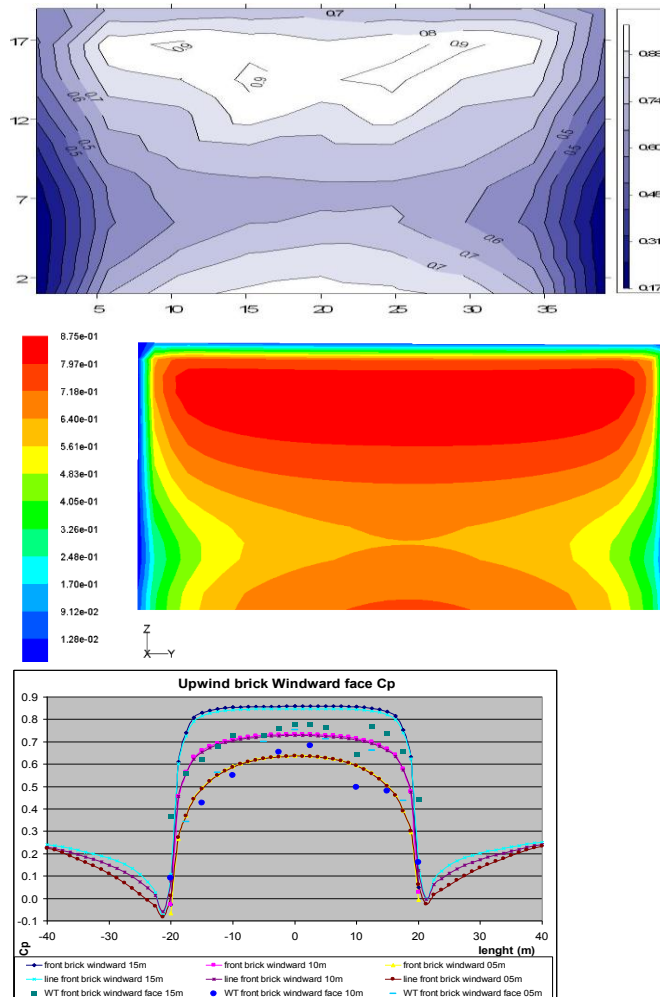 17
12
7
2
5
10
15
20
25
30
35
0.7
0.8
0.9
0.9
0.9
0.7
0.6
0.5
0.5
0.5
0.6
0.7
0.7
0.88
0.74
0.60
0.45
0.31
0.17
8.75e-01
7.97e-01
7.18e-01
6.40e-01
5.61e-01
4.83e-01
4.05e-01
3.26e-01
2.48e-01
1.70e-01
9.12e-02
1.28e-02
Z
X Y
Upwind brick Windward face Cp
0.9
0.8
0.7
0.6
0.5
0.4
0.3
0.2
0.1
0.0
-0.1
-40 -30 -20 -10 0 10 20 30 40
Cp
lenght (m)
front brick windward 15m front brick windward 10m front brick windward 05m
line front brick windward 15m line front brick windward 10m line front brick windward 05m
WT front brick windward face 15m WT front brick windward face 10m WT front brick windward face 05m